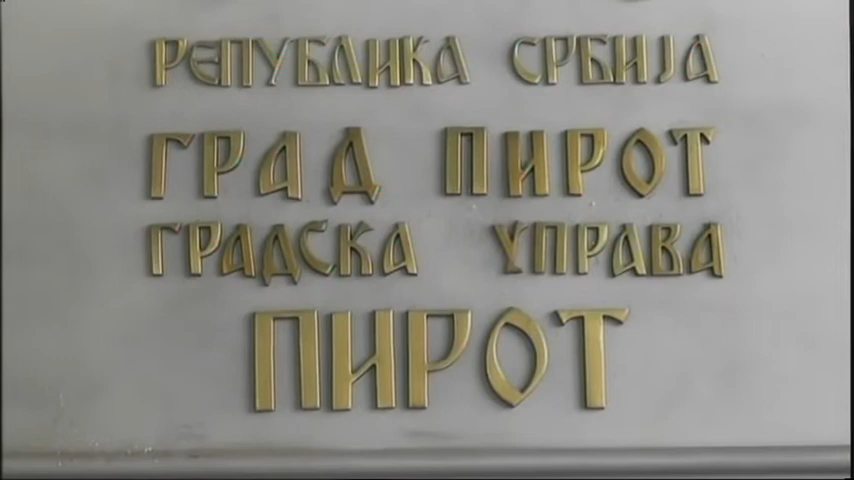 РЕПУБЛИКА СРБИЈА
ГРАД ПИРОТ
ГРАДСКА УПРАВА
ПИРОТ